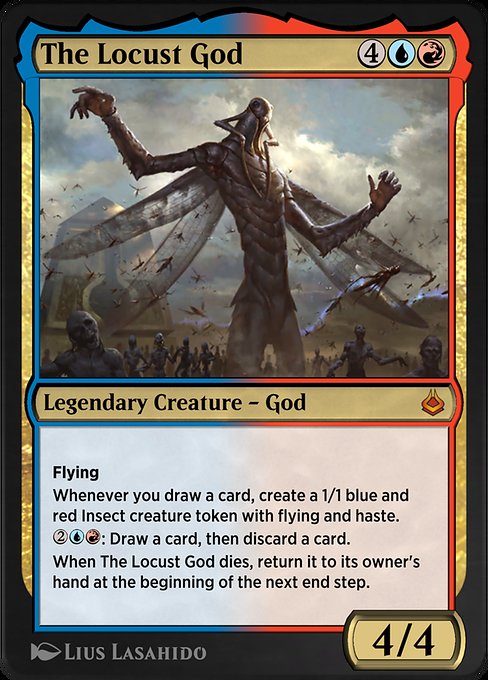 The Locust God 4
Legendary Creature – God
Flying
Whenever you draw a card, create a 1/1 blue and
red Insect creature token with flying and haste.
2: Draw a card, then discard a card.
When The Locust God dies, return it to its owner's
hand at the beginning of the next end step.
4/4
Lius Lasahido